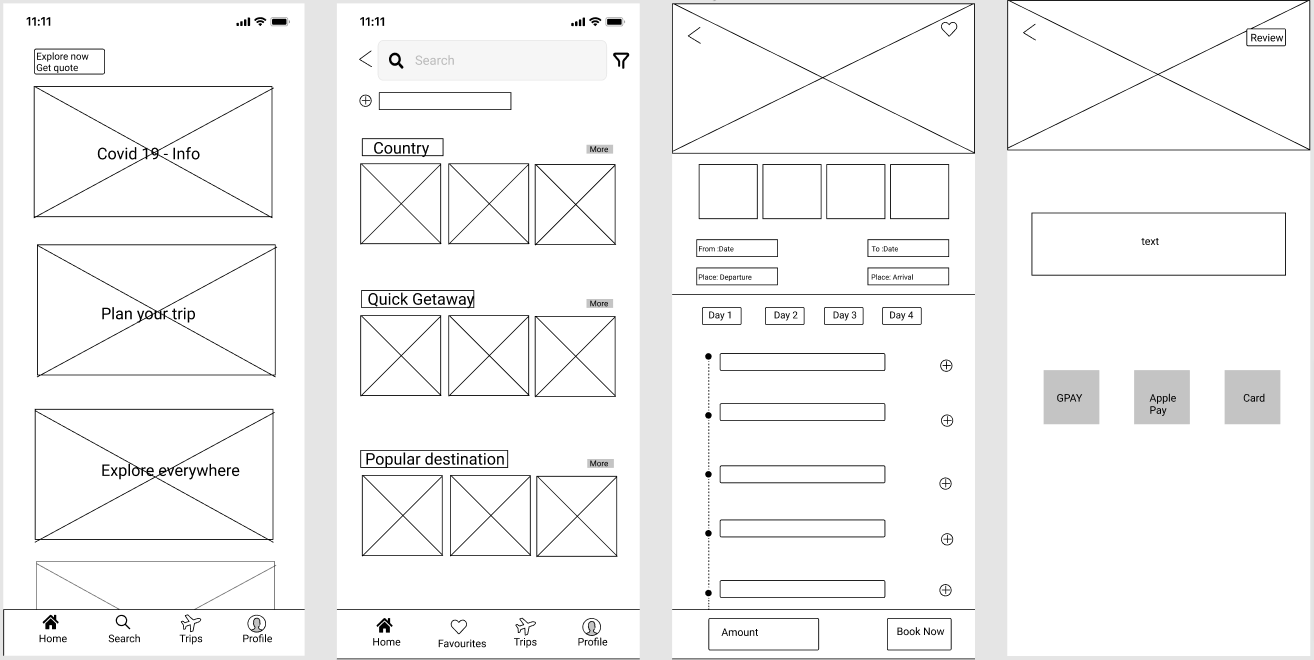 11:11
Explore now
Get quote
Covid 19 - Info
Plan your trip
Explore everywhere
Home
Search
Trips
Profile
11:11
Search
Country
More
Quick Getaway
More
Popular destination
More
Home
Favourites
Trips
Profile
From :Date
To :Date
Place: Departure
Place: Arrival
Day 1
Day 2
Day 3
Day 4
Amount
Book Now
Review
text
GPAY
Apple
Pay
Card